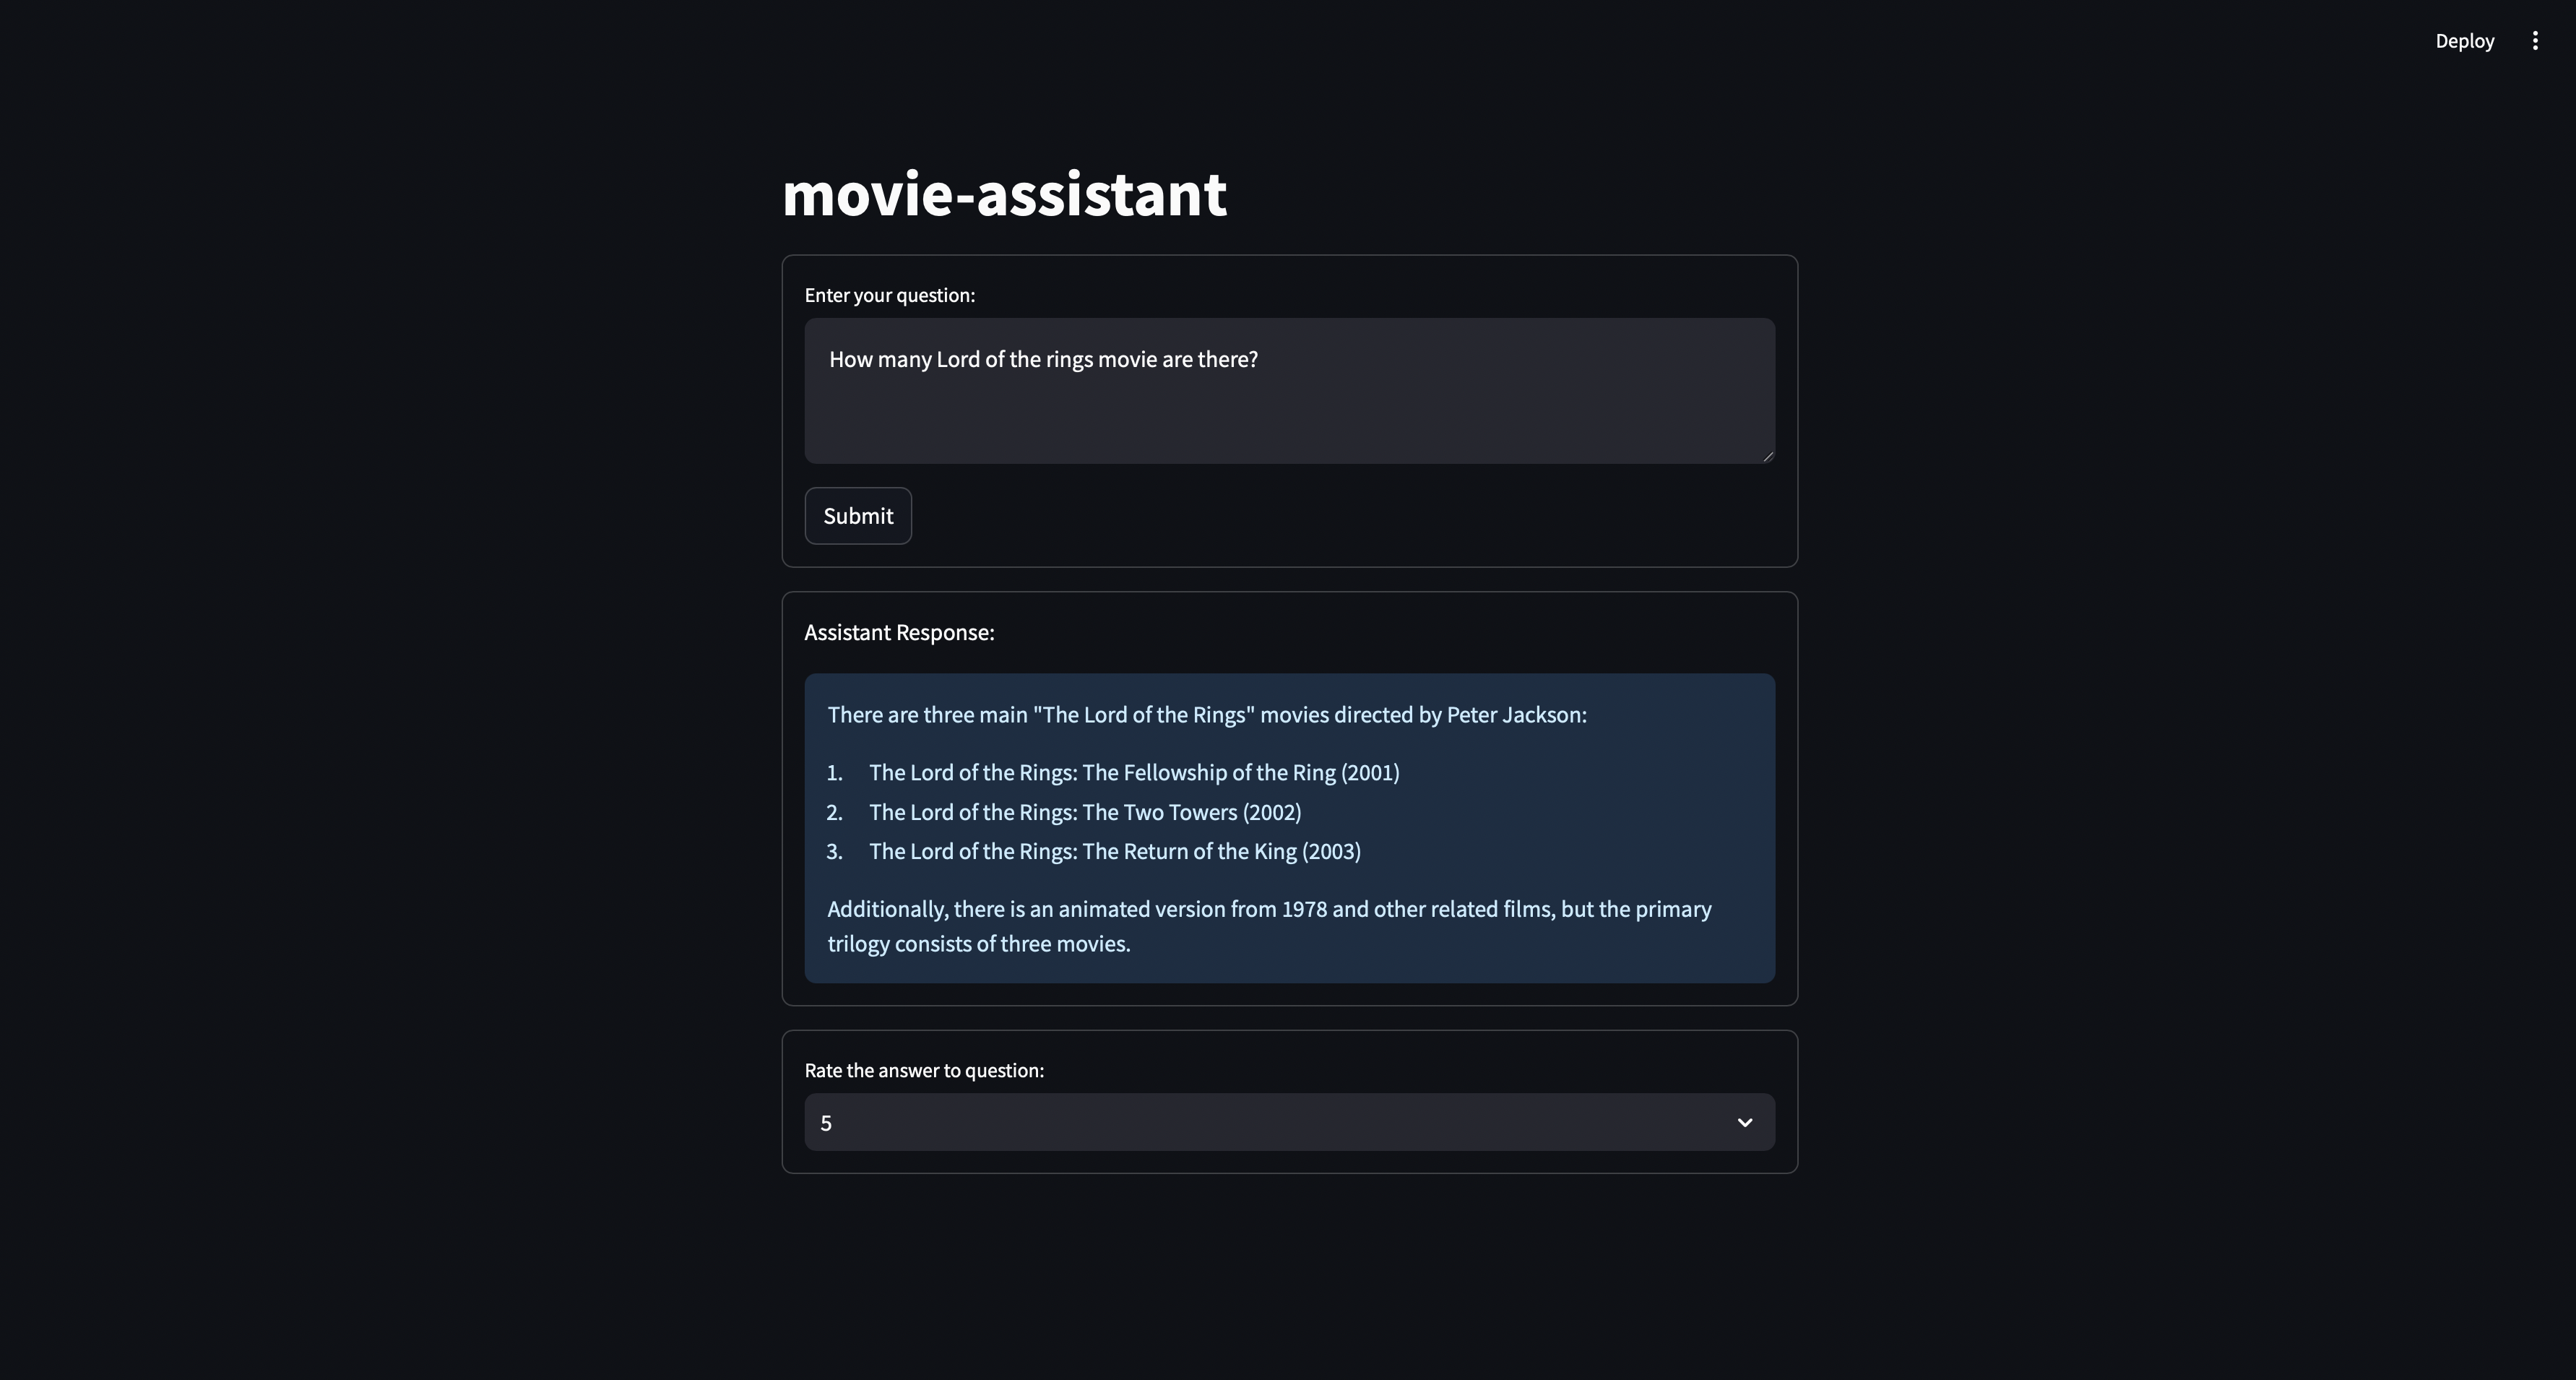 Deploy
movie-assistant
Enter your question:
How many Lord of the rings movie are there?
Submit
Assistant Response:
There are three main "The Lord of the Rings" movies directed by Peter Jackson:
1. The Lord of the Rings: The Fellowship of the Ring (2001)
2. The Lord of the Rings: The Two Towers (2002)
3. The Lord of the Rings: The Return of the King (2003)
Additionally, there is an animated version from 1978 and other related films, but the primary
trilogy consists of three movies.
Rate the answer to question:
5